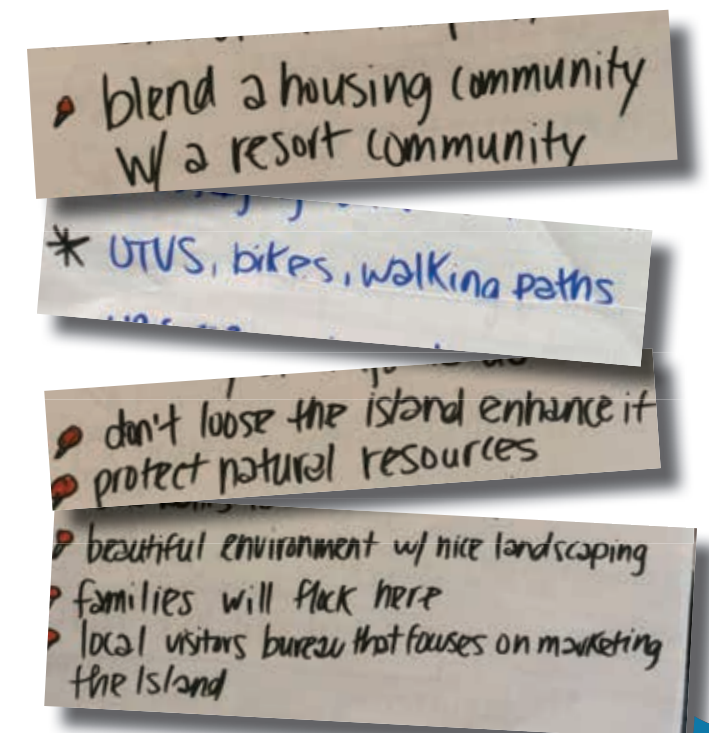 blend a housing community
w/ a resort community
* UTVS, bikes, walking paths
don't loose the island enhance it
protect natural resources
beautiful environment w/ nice landscaping
families will flock here
local visitors bureau that fouses on marketing
the Island